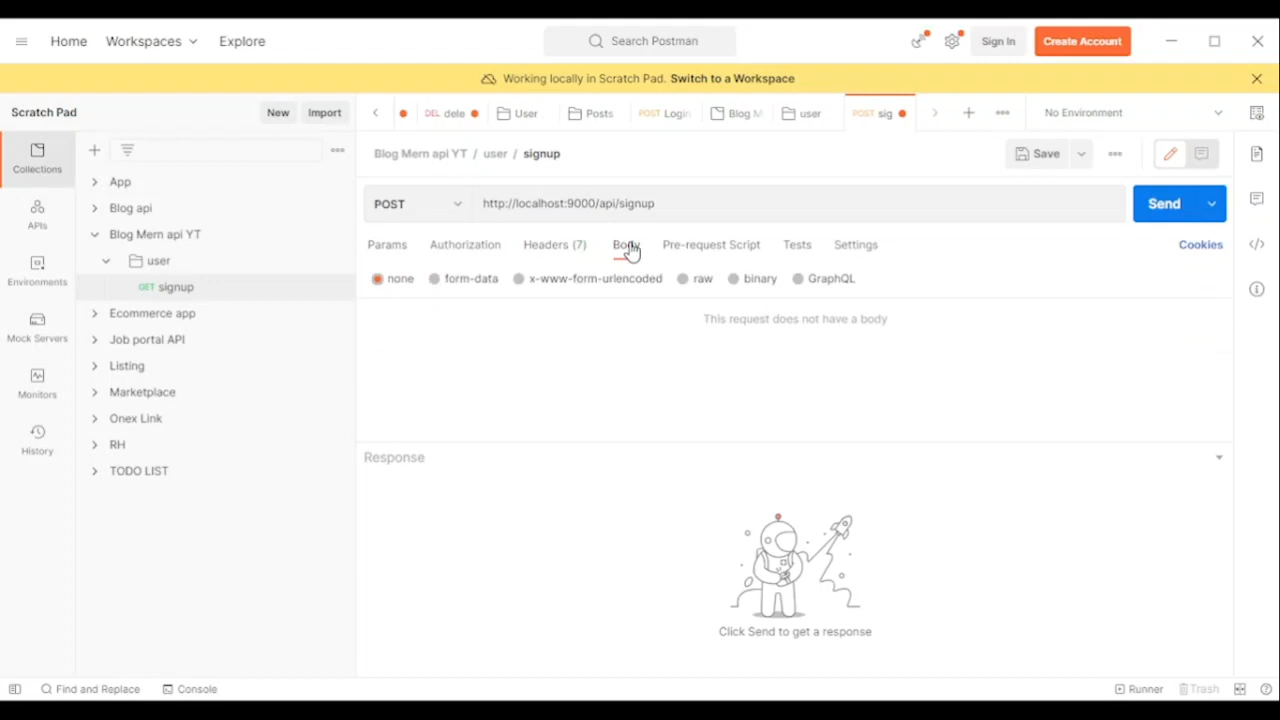 Home Workspaces Explore Search Postman Sign In Create Account
Working locally in Scratch Pad. Switch to a Workspace
Scratch Pad New Import
DEL dele User Posts POST Login Blog M user POST sig No Environment
Blog Mern api YT / user / signup Save
POST http://localhost:9000/api/signup Send
Params Authorization Headers (7) Body Pre-request Script Tests Settings Cookies
none form-data x-www-form-urlencoded raw binary GraphQL
This request does not have a body
Response
Click Send to get a response
Collections
APIs
Environments
Mock Servers
Monitors
History
App
Blog api
Blog Mern api YT
user
GET signup
Ecommerce app
Job portal API
Listing
Marketplace
Onex Link
RH
TODO LIST
Find and Replace Console Runner Trash